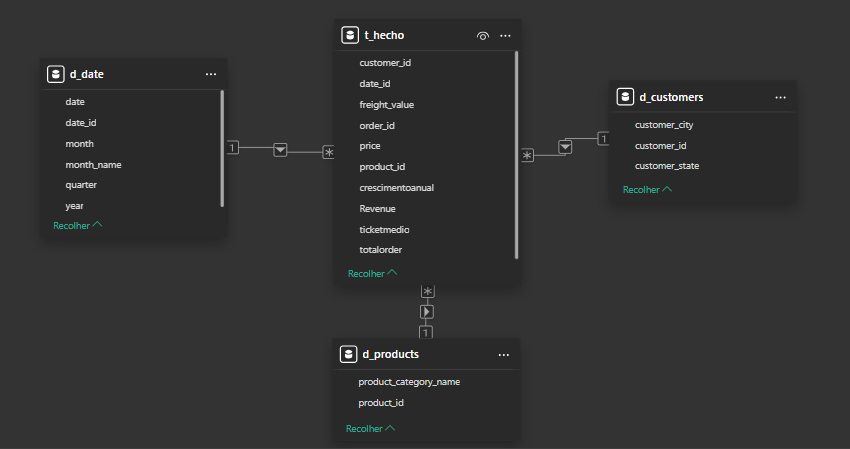 d_date
date
date_id
month
month_name
quarter
year
Recolher
1
*
t_hecho
customer_id
date_id
freight_value
order_id
price
product_id
crescimentoanual
Revenue
ticketmedio
totalorder
Recolher
*
1
d_customers
customer_city
customer_id
customer_state
Recolher
*
1
d_products
product_category_name
product_id
Recolher